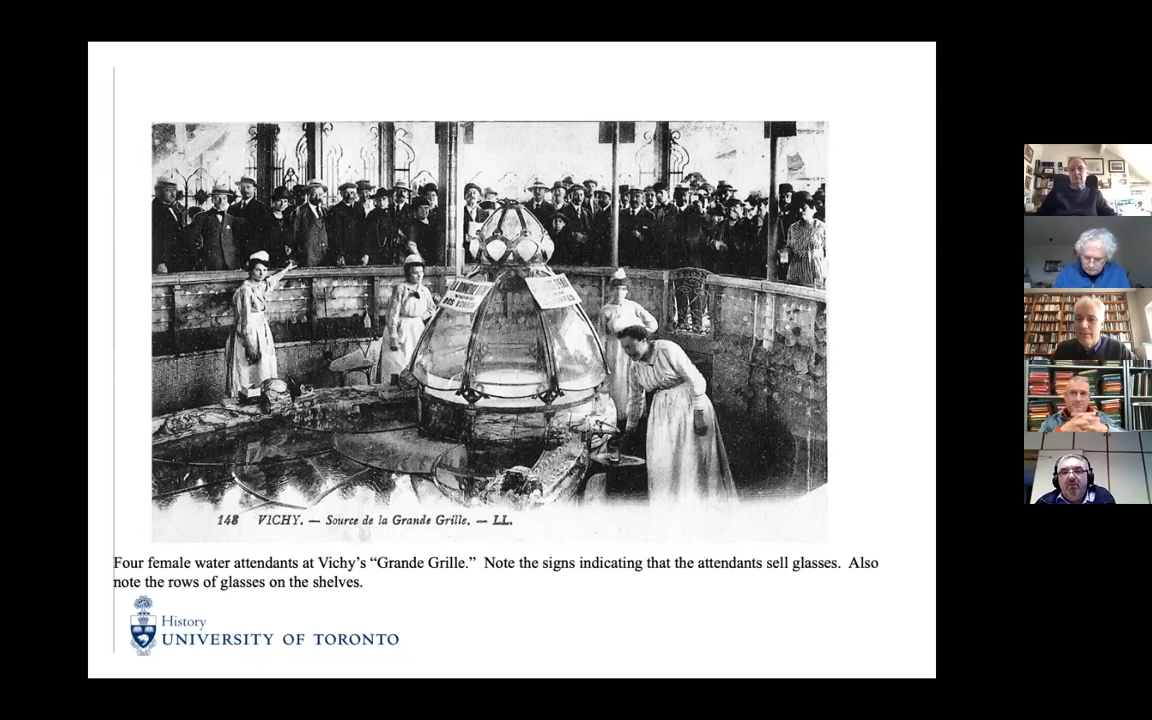 148 VICHY. — Source de la Grande Grille. — LL.
Four female water attendants at Vichy’s “Grande Grille.” Note the signs indicating that the attendants sell glasses. Also
note the rows of glasses on the shelves.
History
UNIVERSITY OF TORONTO